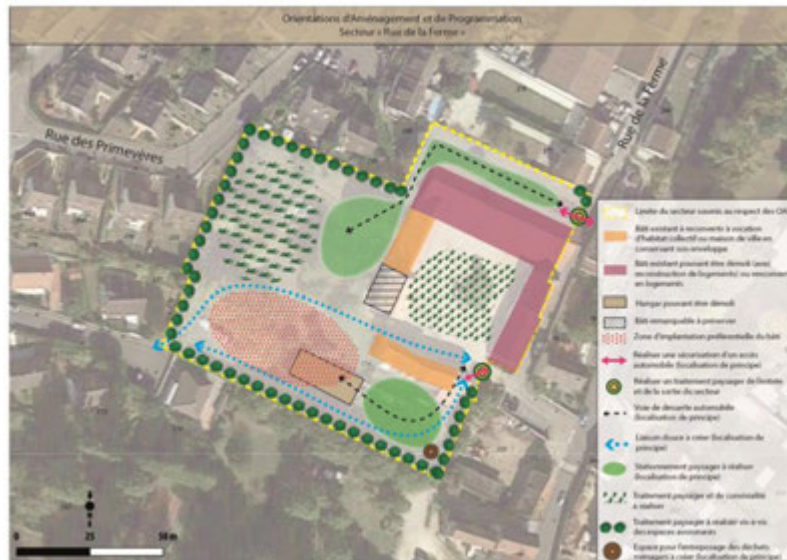 Orientations d'Aménagement et de Programmation
Secteur « Rue de la Ferme »
Rue des Primevères
Rue de la Ferme
Limite du secteur soumis au respect des
Bâti existant à reconvertir à vocation
d'habitat collectif ou maison de ville en
conservant son enveloppe
Bâti existant pouvant être démoli (avec
reconstruction de logements) ou reconverti
en logements
Hangar pouvant être démoli
Bâti remarquable à préserver
Zone d'implantation préférentielle du bâti
Réaliser une sécurisation d'un accès
automobile (localisation de principe)
Réaliser un traitement paysager de l'entrée
et de la sortie du secteur
Voie de desserte automobile
(localisation de principe)
Liaison douce à créer (localisation de
principe)
Stationnement paysager à réaliser
(localisation de principe)
Traitement paysager et de convivialité
à réaliser
Traitement paysager à réaliser vis-à-vis
des espaces avoisinants
Espace pour l'entreposage des déchets
ménagers à créer (localisation de principe)
0 25 50 m